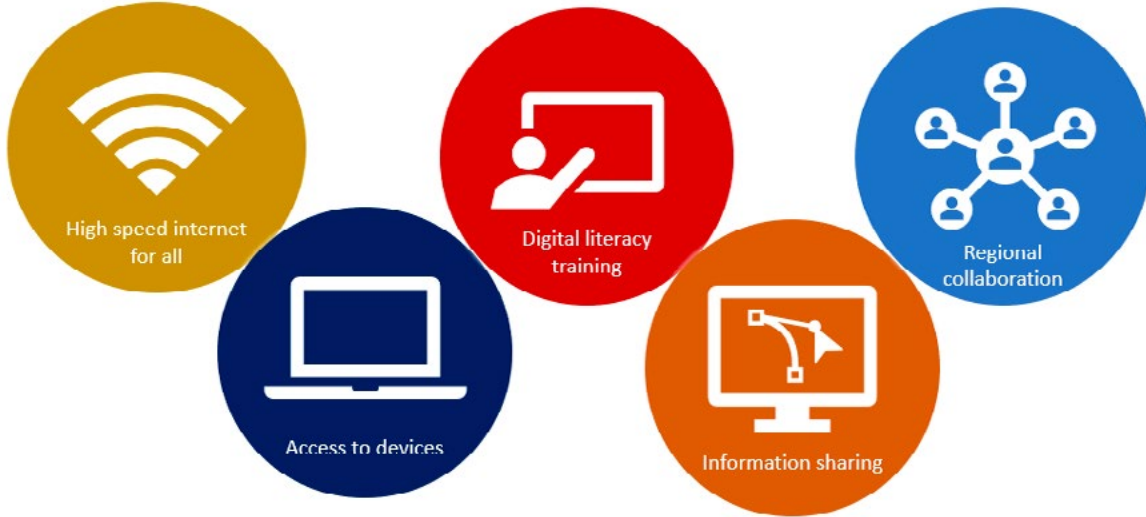 High speed internet
for all
Access to devices
Digital literacy
training
Information sharing
Regional
collaboration